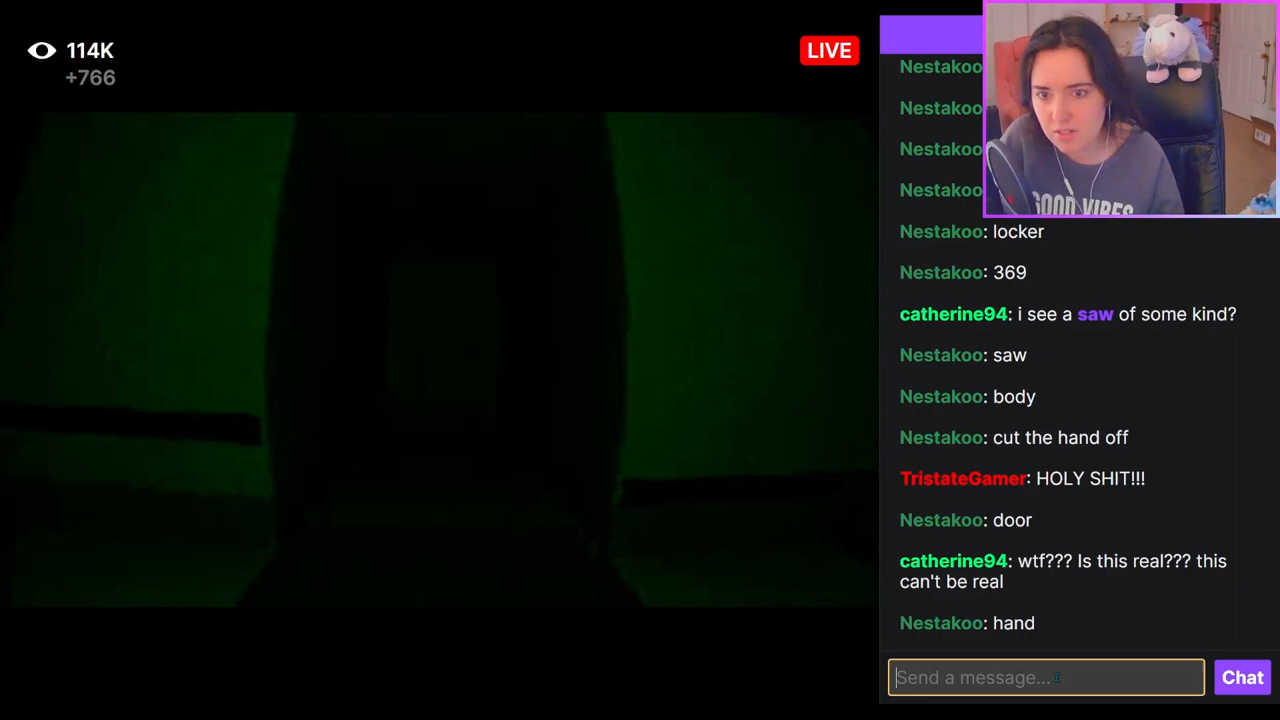 114K
+766
LIVE
Nestakoo
Nestakoo
Nestakoo
Nestakoo
GOOD VIBES
Nestakoo: locker
Nestakoo: 369
catherine94: i see a saw of some kind?
Nestakoo: saw
Nestakoo: body
Nestakoo: cut the hand off
TristateGamer: HOLY SHIT!!!
Nestakoo: door
catherine94: wtf??? Is this real??? this
can't be real
Nestakoo: hand
Send a message...
Chat